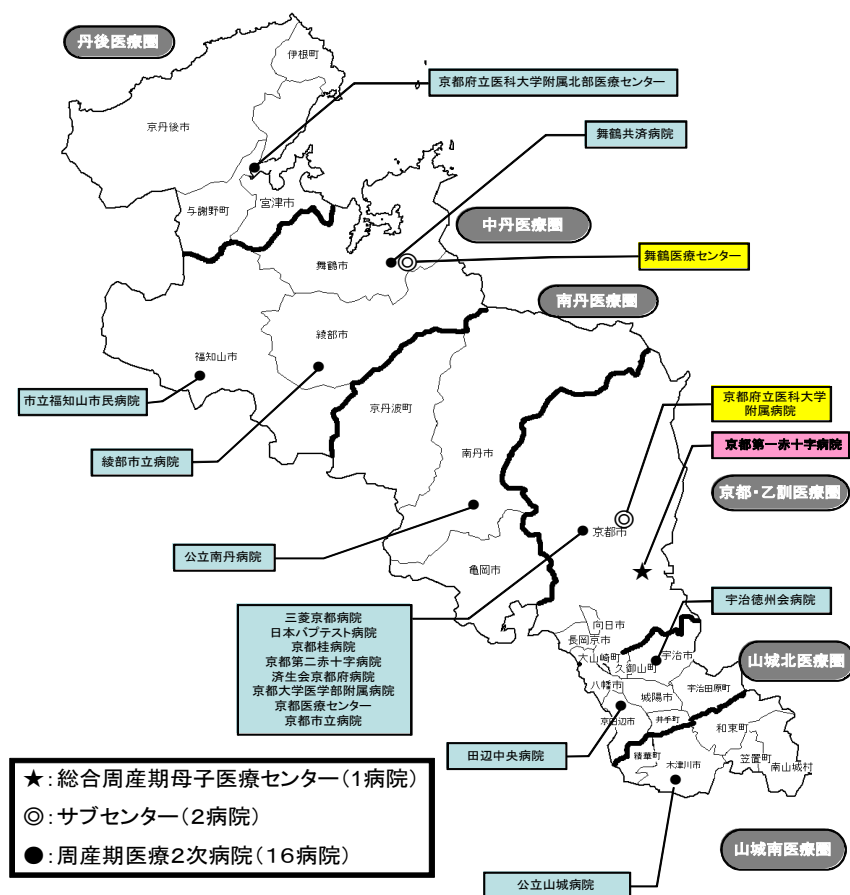 丹後医療圏
伊根町
京都府立医科大学附属北部医療センター
京丹後市
舞鶴共済病院
与謝野町
宮津市
中丹医療圏
舞鶴市
舞鶴医療センター
南丹医療圏
綾部市
福知山市
市立福知山市民病院
京丹波町
京都府立医科大学
附属病院
綾部市立病院
南丹市
京都第一赤十字病院
京都・乙訓医療圏
京都市
公立南丹病院
亀岡市
宇治徳州会病院
三菱京都病院
日本バプテスト病院
京都桂病院
京都第二赤十字病院
済生会京都府病院
京都大学医学部附属病院
京都医療センター
京都市立病院
向日市
長岡京市
大山崎町
久御山町
宇治市
山城北医療圏
八幡市
城陽市
宇治田原町
京田辺市
井手町
和束町
田辺中央病院
精華町
木津川市
笠置町
南山城村
★:総合周産期母子医療センター(1病院)
◎:サブセンター(2病院)
●:周産期医療2次病院(16病院)
山城南医療圏
公立山城病院